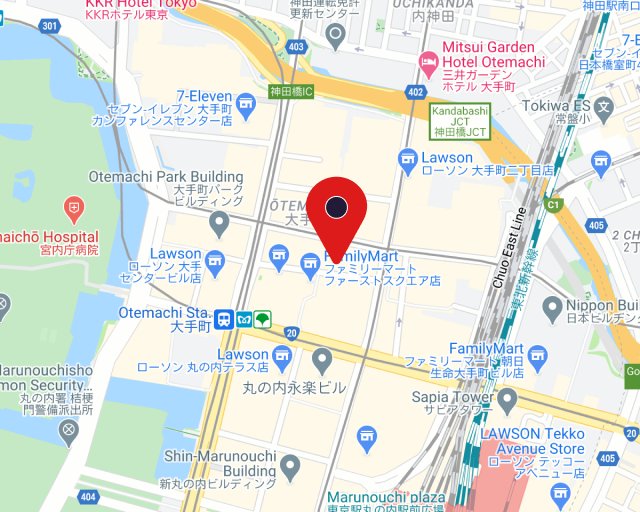 KKR Hotel Tokyo
KKRホテル東京
神田運転免許
更新センター
UCHIKANDA
内神田
神田駅南口
301
403
Mitsui Garden
Hotel Otemachi
三井ガーデン
ホテル 大手町
7-E
セブン-
日本橋室町4
7-Eleven
セブン-イレブン 大手町
カンファレンスセンター店
神田橋IC
402
Kandabashi
JCT
神田橋JCT
Tokiwa ES
常盤小
Lawson
ローソン 大手町二丁目店
Otemachi Park Building
大手町パーク
ビルディング
ŌTEM
大手
C1
405
2 CH
2丁
naichō Hospital
宮内庁病院
Lawson
ローソン 大手
センタービル店
FamilyMart
ファミリーマート
ファーストスクエア店
Chuo East Line
東北新幹線
Otemachi Sta.
大手町
20
Nippon Buil
日本ビルヂング
Marunouchisho
mon Security...
丸の内署 桔梗
門警備派出所
Lawson
ローソン 丸の内テラス店
丸の内永楽ビル
FamilyMart
ファミリーマート朝日
生命大手町ビル店
Go
Sapia Tower
サピアタワー
20
LAWSON Tekko
Avenue Store
ローソン テッコー
アベニュー店
405
Shin-Marunouchi
Building
新丸の内ビルディング
404
Marunouchi plaza
東京駅丸の内駅前広場